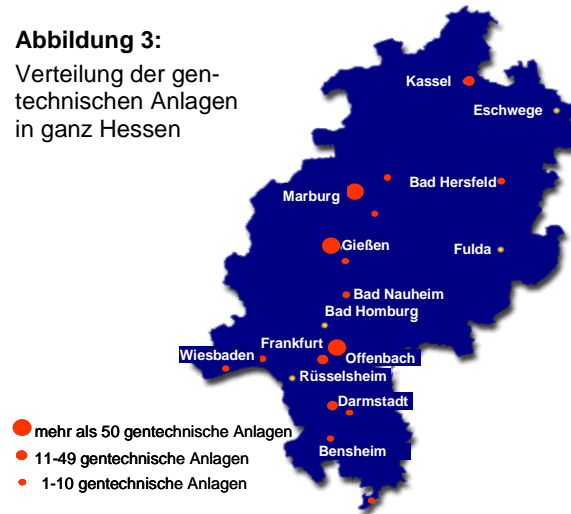 Abbildung 3:
Verteilung der gen-
technischen Anlagen
in ganz Hessen
Kassel
Eschwege
Bad Hersfeld
Marburg
Gießen
Fulda
Bad Nauheim
Bad Homburg
Frankfurt
Wiesbaden
Offenbach
Rüsselsheim
Darmstadt
Bensheim
mehr als 50 gentechnische Anlagen
11-49 gentechnische Anlagen
1-10 gentechnische Anlagen